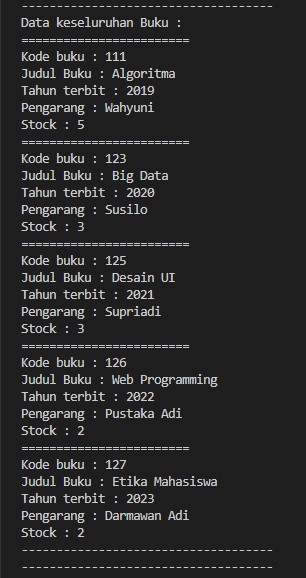 ------------------------------------
Data keseluruhan Buku :
========================
Kode buku : 111
Judul Buku : Algoritma
Tahun terbit : 2019
Pengarang : Wahyuni
Stock : 5
========================
Kode buku : 123
Judul Buku : Big Data
Tahun terbit : 2020
Pengarang : Susilo
Stock : 3
========================
Kode buku : 125
Judul Buku : Desain UI
Tahun terbit : 2021
Pengarang : Supriadi
Stock : 3
========================
Kode buku : 126
Judul Buku : Web Programming
Tahun terbit : 2022
Pengarang : Pustaka Adi
Stock : 2
========================
Kode buku : 127
Judul Buku : Etika Mahasiswa
Tahun terbit : 2023
Pengarang : Darmawan Adi
Stock : 2
------------------------------------
------------------------------------